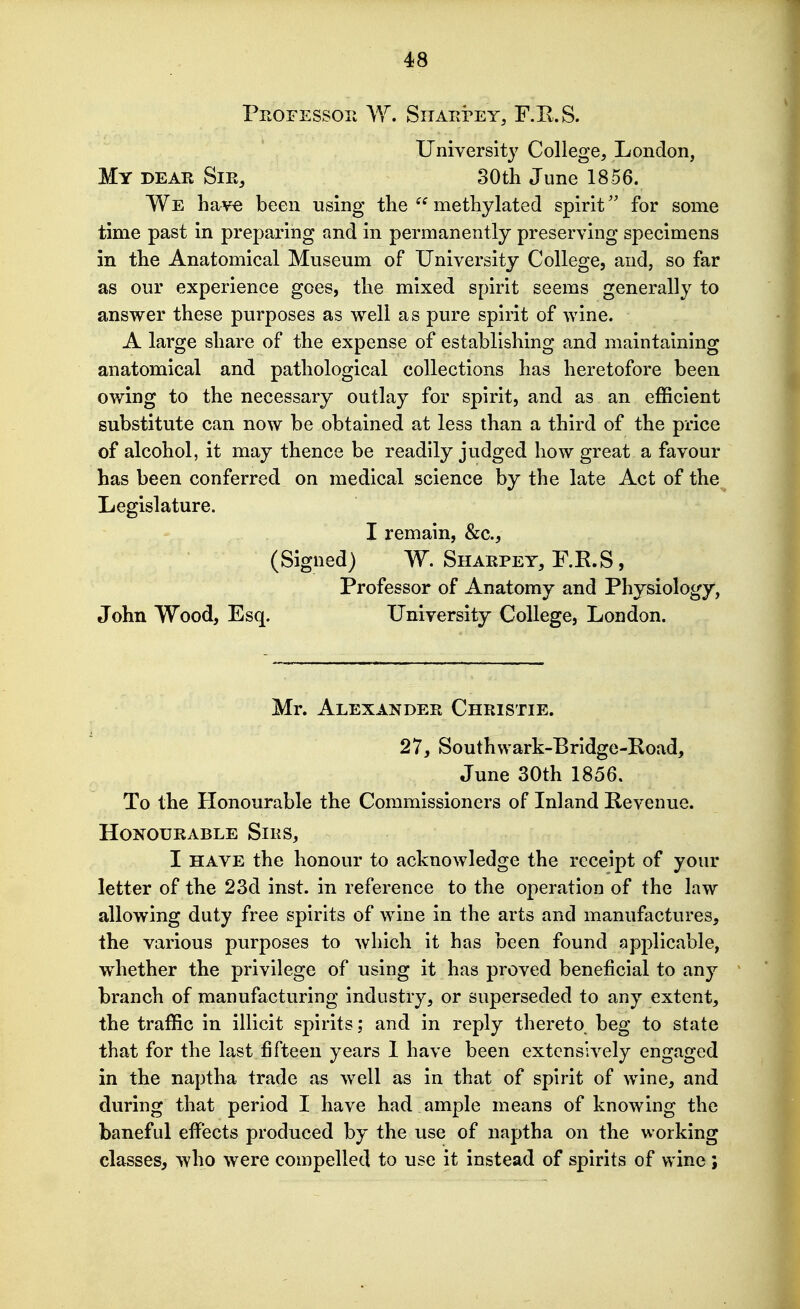 48
PROFESSOR W. SHARPEY, F.R.S.
University College, London,
MY DEAR SIR, 30th June 1856.
WE have been using the “methylated spirit” for some
time past in preparing and in permanently preserving specimens
in the Anatomical Museum of University College, and, so far
as our experience goes, the mixed spirit seems generally to
answer these purposes as well as pure spirit of wine.
A large share of the expense of establishing and maintaining
anatomical and pathological collections has heretofore been
owing to the necessary outlay for spirit, and as an efficient
substitute can now be obtained at less than a third of the price
of alcohol, it may thence be readily judged how great a favour
has been conferred on medical science by the late Act of the
Legislature.
I remain, &c.,
(Signed) W. SHARPEY, F.R.S,
Professor of Anatomy and Physiology,
John Wood, Esq. University College, London.
Mr. ALEXANDER CHRISTIE.
27, Southwark-Bridge-Road,
June 30th 1856.
To the Honourable the Commissioners of Inland Revenue.
HONOURABLE SIRS,
I HAVE the honour to acknowledge the receipt of your
letter of the 23d inst. in reference to the operation of the law
allowing duty free spirits of wine in the arts and manufactures,
the various purposes to which it has been found applicable,
whether the privilege of using it has proved beneficial to any
branch of manufacturing industry, or superseded to any extent,
the traffic in illicit spirits; and in reply thereto beg to state
that for the last fifteen years I have been extensively engaged
in the naptha trade as well as in that of spirit of wine, and
during that period I have had ample means of knowing the
baneful effects produced by the use of naptha on the working
classes, who were compelled to use it instead of spirits of wine;